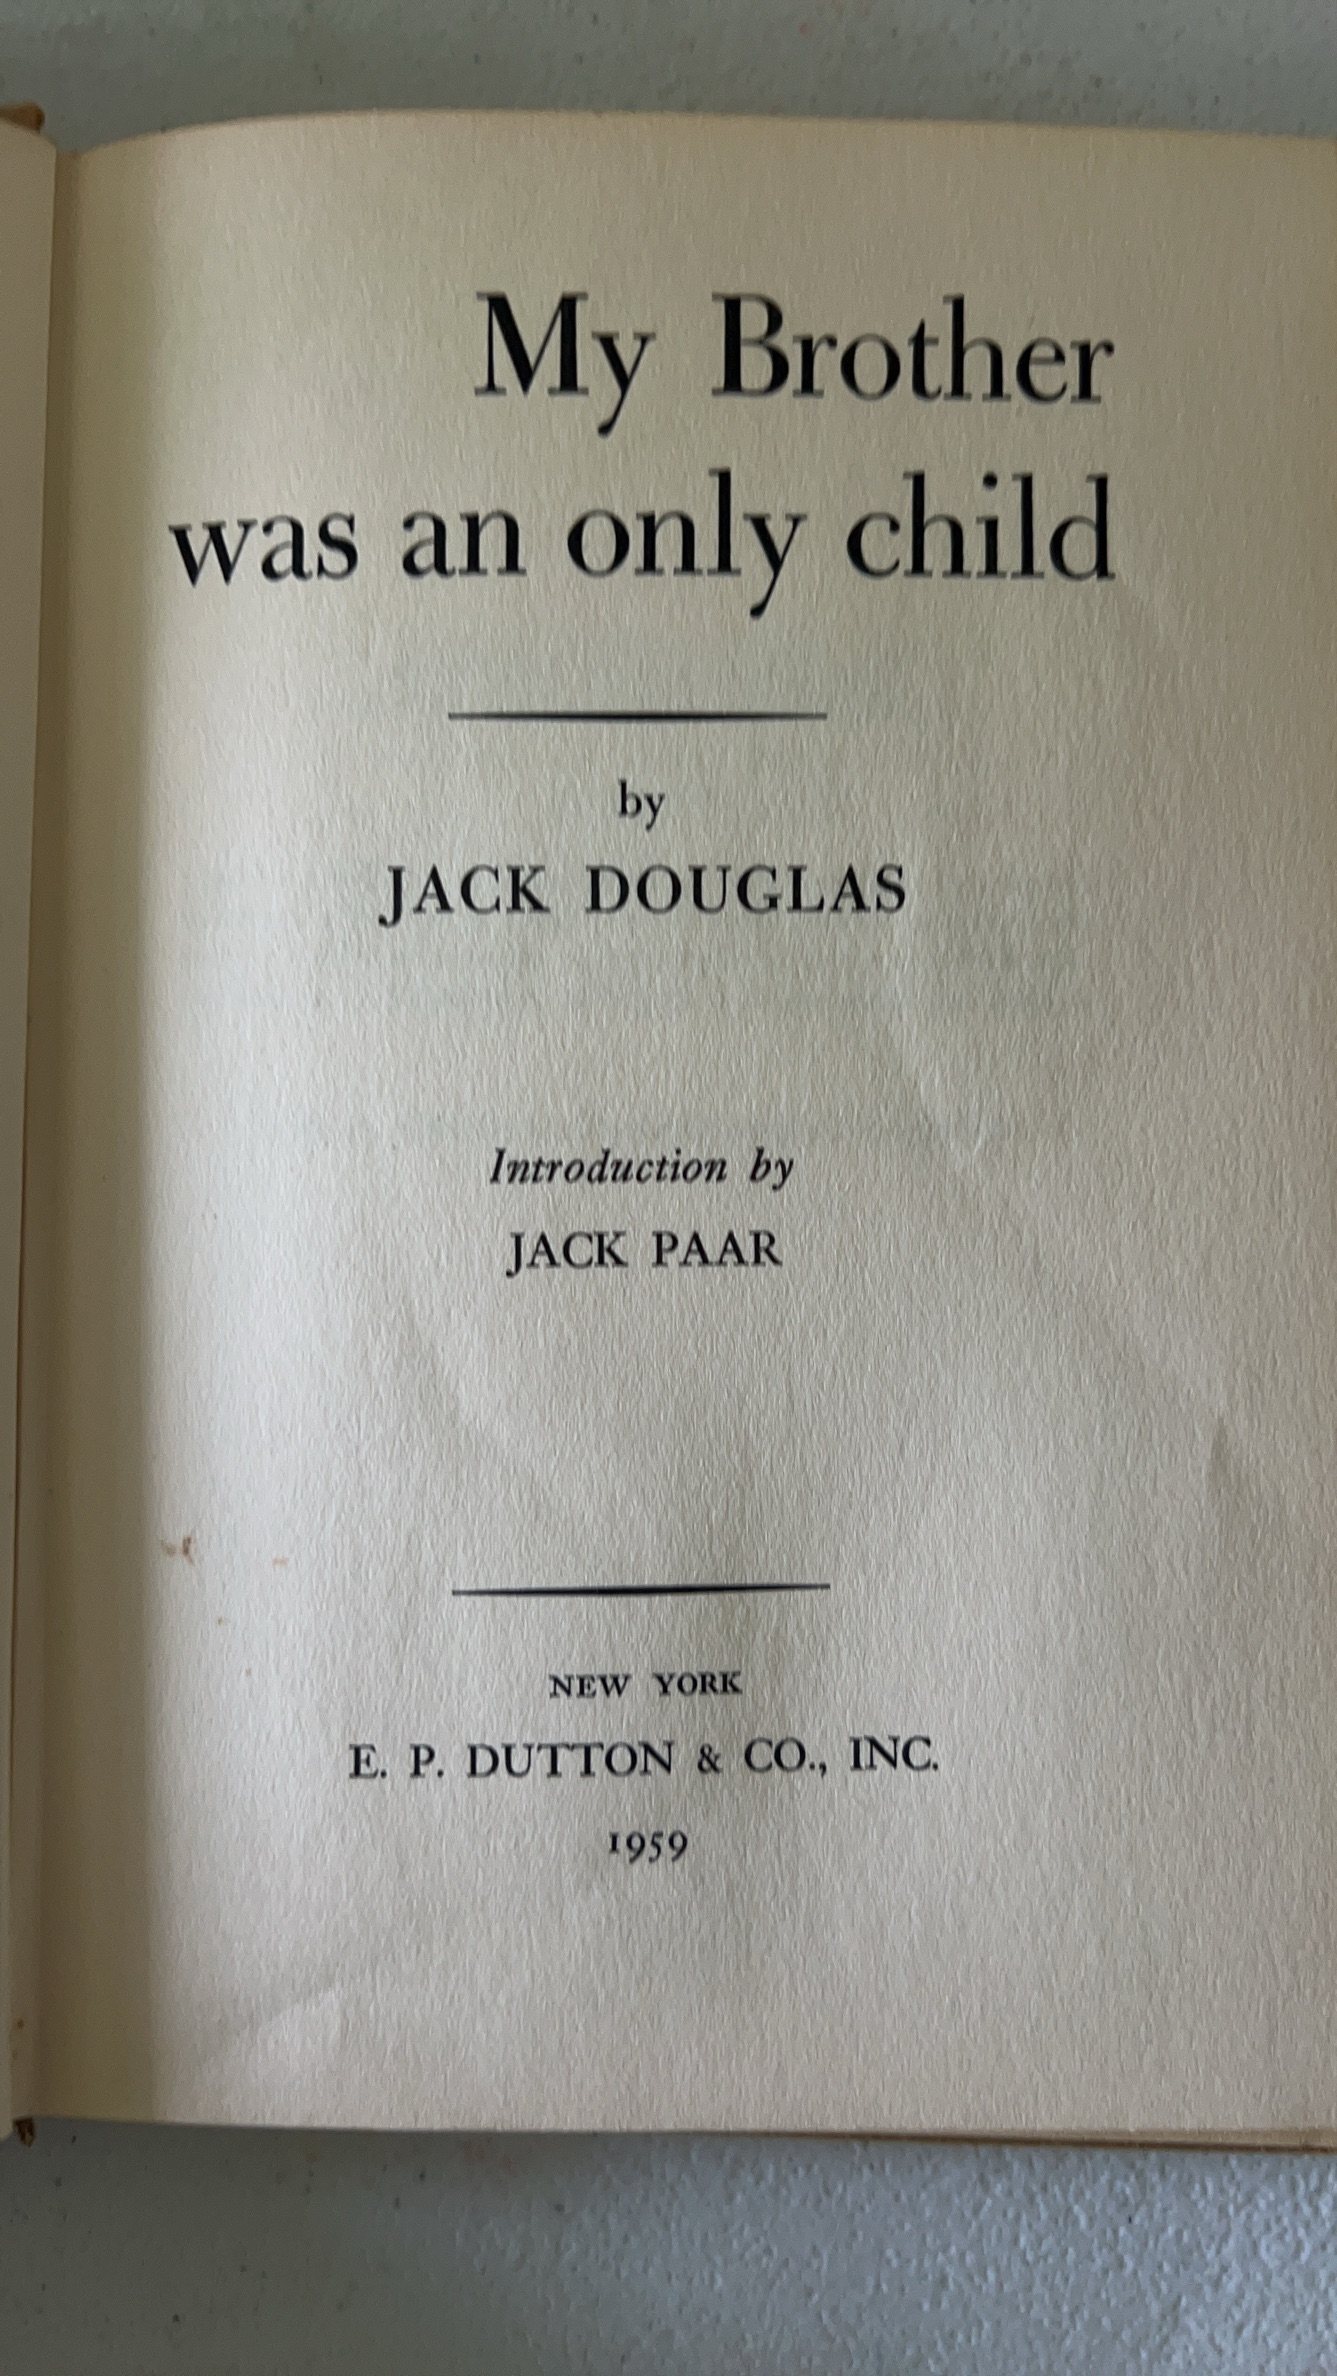 My Brother
was an only child
by
JACK DOUGLAS
Introduction by
JACK PAAR
NEW YORK
E. P. DUTTON & CO., INC.
1959